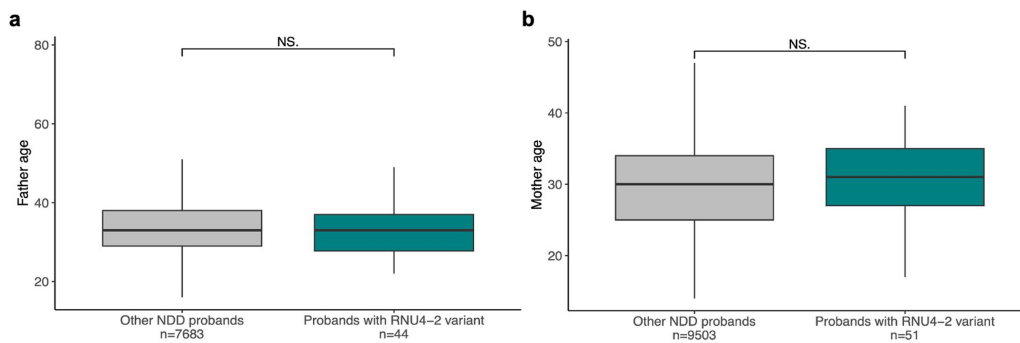 a
NS.
80
60
40
20
Father age
Other NDD probands
n=7683
Probands with RNU4-2 variant
n=44
b
NS.
50
40
30
20
Mother age
Other NDD probands
n=9503
Probands with RNU4-2 variant
n=51